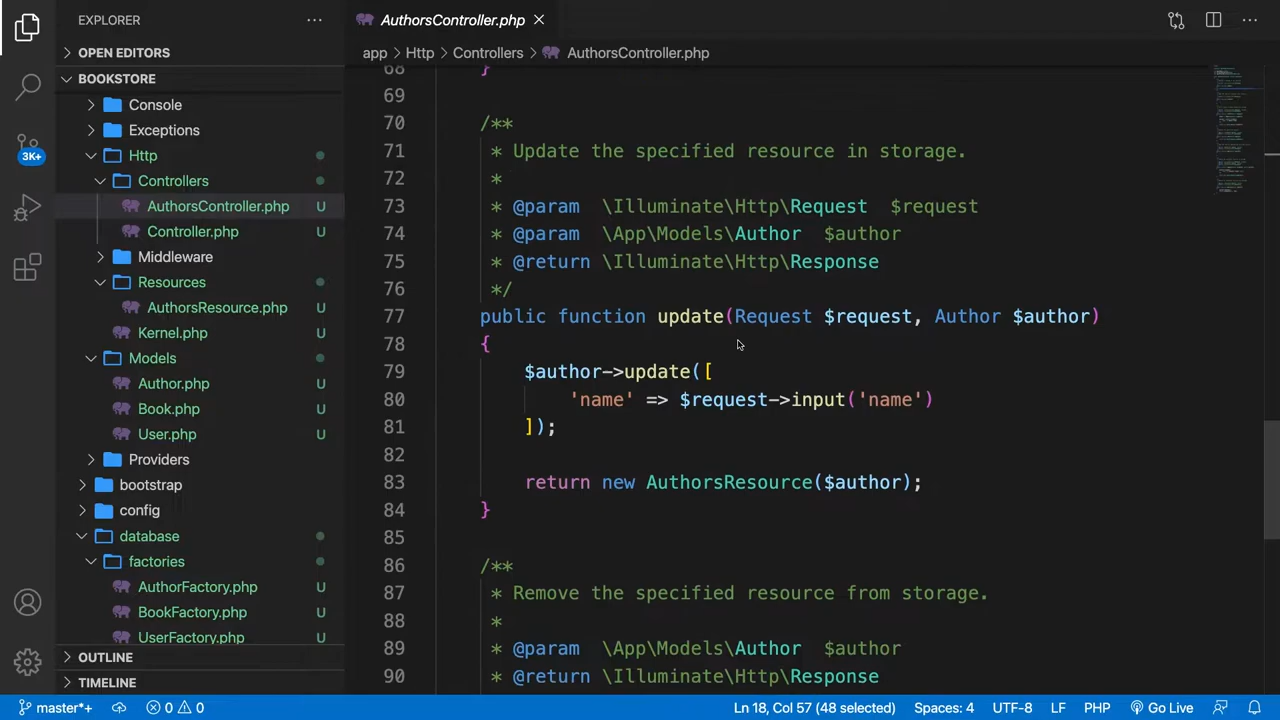 EXPLORER
AuthorsController.php
OPEN EDITORS
app
Http
Controllers
AuthorsController.php
BOOKSTORE
Console
Exceptions
Http
Controllers
AuthorsController.php U
Controller.php U
Middleware
Resources
AuthorsResource.php U
Kernel.php U
Models
Author.php U
Book.php U
User.php U
Providers
bootstrap
config
database
factories
AuthorFactory.php U
BookFactory.php U
UserFactory.php U
OUTLINE
TIMELINE
3K+
68 }
69
70 /**
71 * Update the specified resource in storage.
72 *
73 * @param \Illuminate\Http\Request $request
74 * @param \App\Models\Author $author
75 * @return \Illuminate\Http\Response
76 */
77 public function update(Request $request, Author $author)
78 {
79 $author->update([
80 'name' => $request->input('name')
81 ]);
82
83 return new AuthorsResource($author);
84 }
85
86 /**
87 * Remove the specified resource from storage.
88 *
89 * @param \App\Models\Author $author
90 * @return \Illuminate\Http\Response
master*+ 0 0 Ln 18, Col 57 (48 selected) Spaces: 4 UTF-8 LF PHP Go Live